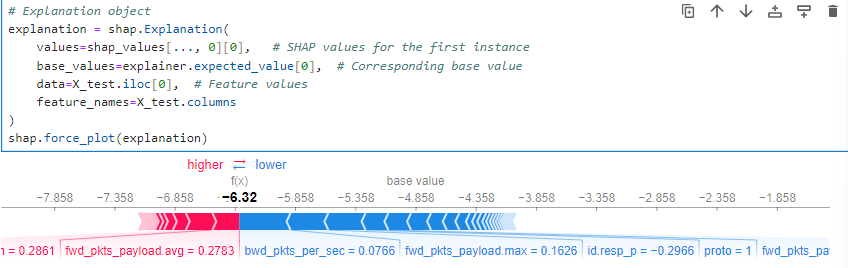 # Explanation object
explanation = shap.Explanation(
    values=shap_values[..., 0][0],   # SHAP values for the first instance
    base_values=explainer.expected_value[0],  # Corresponding base value
    data=X_test.iloc[0],  # Feature values
    feature_names=X_test.columns
)
shap.force_plot(explanation)
higher ⇄ lower
f(x) base value
−7.858 −7.358 −6.858 −6.32 −5.858 −5.358 −4.858 −4.358 −3.858 −3.358 −2.858 −2.358 −1.858
n = 0.2861 fwd_pkts_payload.avg = 0.2783 bwd_pkts_per_sec = 0.0766 fwd_pkts_payload.max = 0.1626 id.resp_p = −0.2966 proto = 1 fwd_pkts_pa